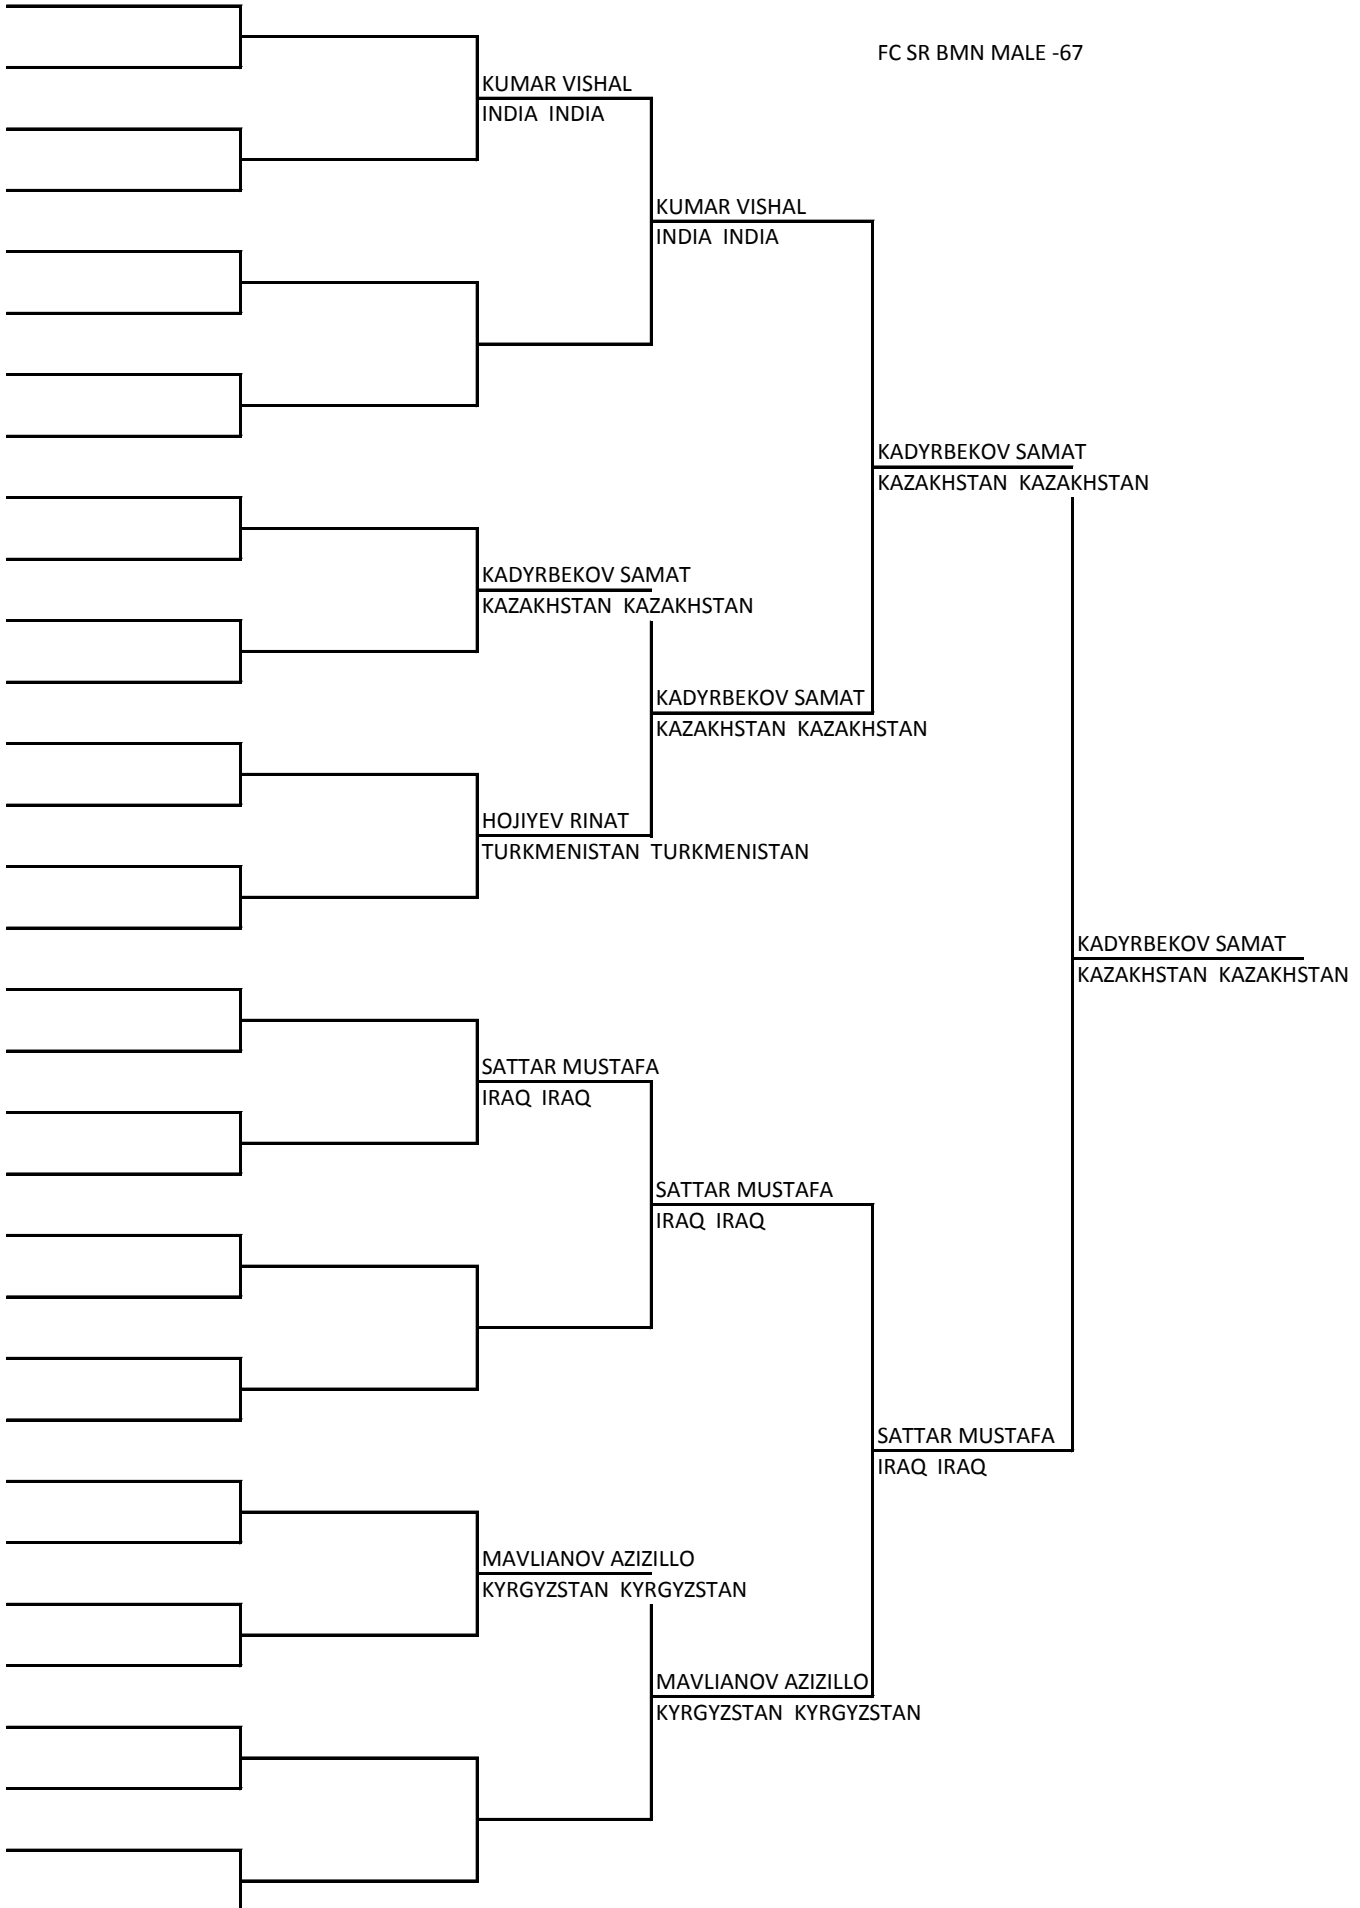 FC SR BMN MALE -67
KUMAR VISHAL
INDIA  INDIA
KUMAR VISHAL
INDIA  INDIA
KADYRBEKOV SAMAT
KAZAKHSTAN  KAZAKHSTAN
KADYRBEKOV SAMAT
KAZAKHSTAN  KAZAKHSTAN
KADYRBEKOV SAMAT
KAZAKHSTAN  KAZAKHSTAN
HOJIYEV RINAT
TURKMENISTAN  TURKMENISTAN
KADYRBEKOV SAMAT
KAZAKHSTAN  KAZAKHSTAN
SATTAR MUSTAFA
IRAQ  IRAQ
SATTAR MUSTAFA
IRAQ  IRAQ
SATTAR MUSTAFA
IRAQ  IRAQ
MAVLIANOV AZIZILLO
KYRGYZSTAN  KYRGYZSTAN
MAVLIANOV AZIZILLO
KYRGYZSTAN  KYRGYZSTAN